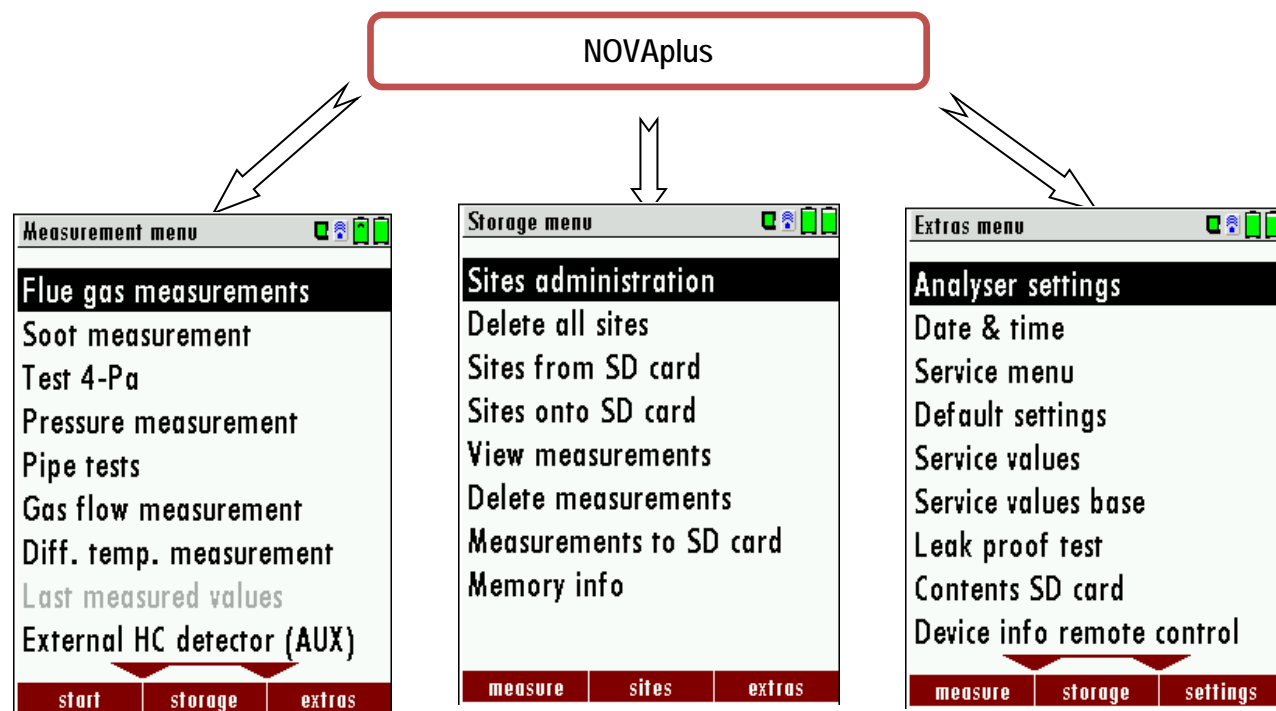 NOVAplus
Measurement menu
Flue gas measurements
Soot measurement
Test 4-Pa
Pressure measurement
Pipe tests
Gas flow measurement
Diff. temp. measurement
Last measured values
External HC detector (AUX)
start storage extras
Storage menu
Sites administration
Delete all sites
Sites from SD card
Sites onto SD card
View measurements
Delete measurements
Measurements to SD card
Memory info
measure sites extras
Extras menu
Analyser settings
Date & time
Service menu
Default settings
Service values
Service values base
Leak proof test
Contents SD card
Device info remote control
measure storage settings